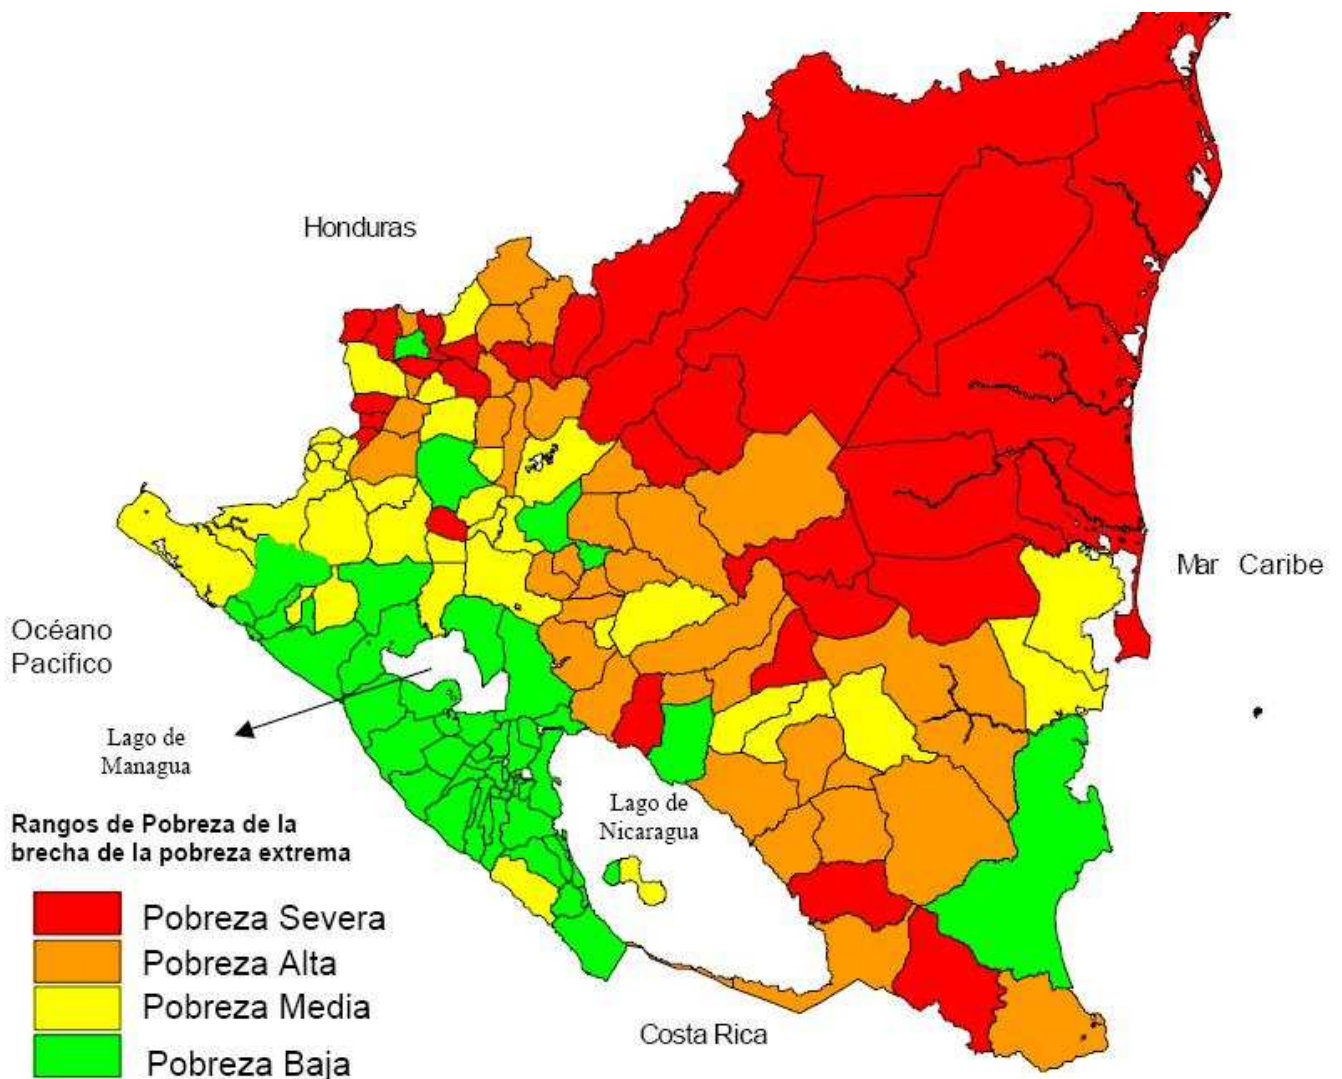 Honduras
Mar Caribe
Océano
Pacifico
Lago de
Managua
Lago de
Nicaragua
Rangos de Pobreza de la
brecha de la pobreza extrema
Pobreza Severa
Pobreza Alta
Pobreza Media
Pobreza Baja
Costa Rica